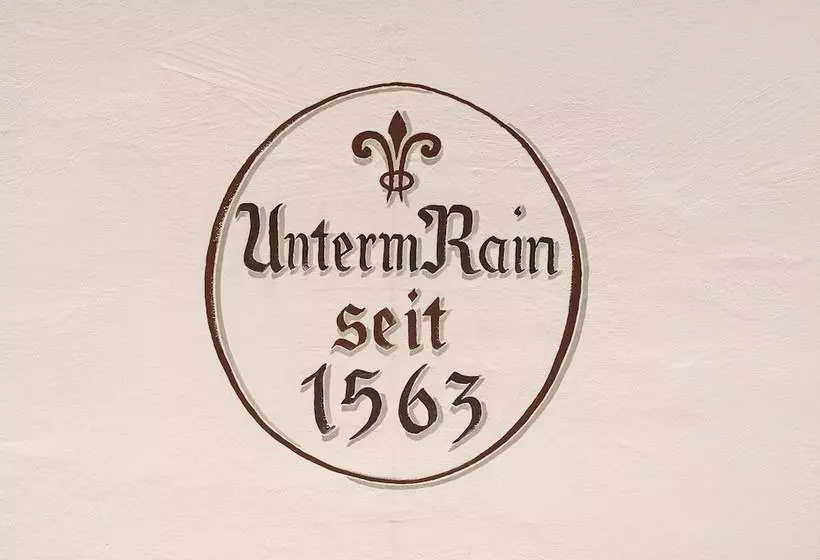 Unterm Rain
seit
1563